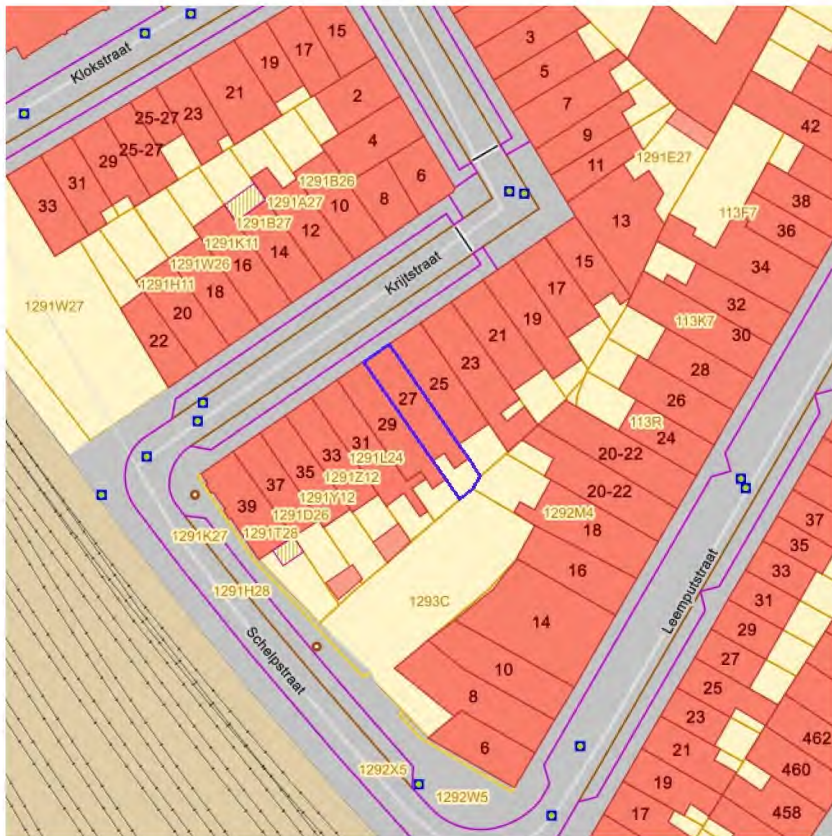 Klokstraat
15
17
19
21
23
25-27
25-27
29
31
33
2
4
6
8
10
12
14
16
18
20
22
1291B26
1291A27
1291B27
1291K11
1291W26
1291H11
1291W27
Krijtstraat
3
5
7
9
11
13
15
17
19
21
23
25
27
29
31
33
35
37
39
1291E27
113F7
113K7
113R
1291L24
1291Z12
1291Y12
1291D26
1291T28
1291K27
1291H28
1292M4
1293C
1292X5
1292W5
42
38
36
34
32
30
28
26
24
20-22
20-22
18
16
14
10
8
6
Schelpstraat
Leemputstraat
37
35
33
31
29
27
25
23
21
19
17
462
460
458